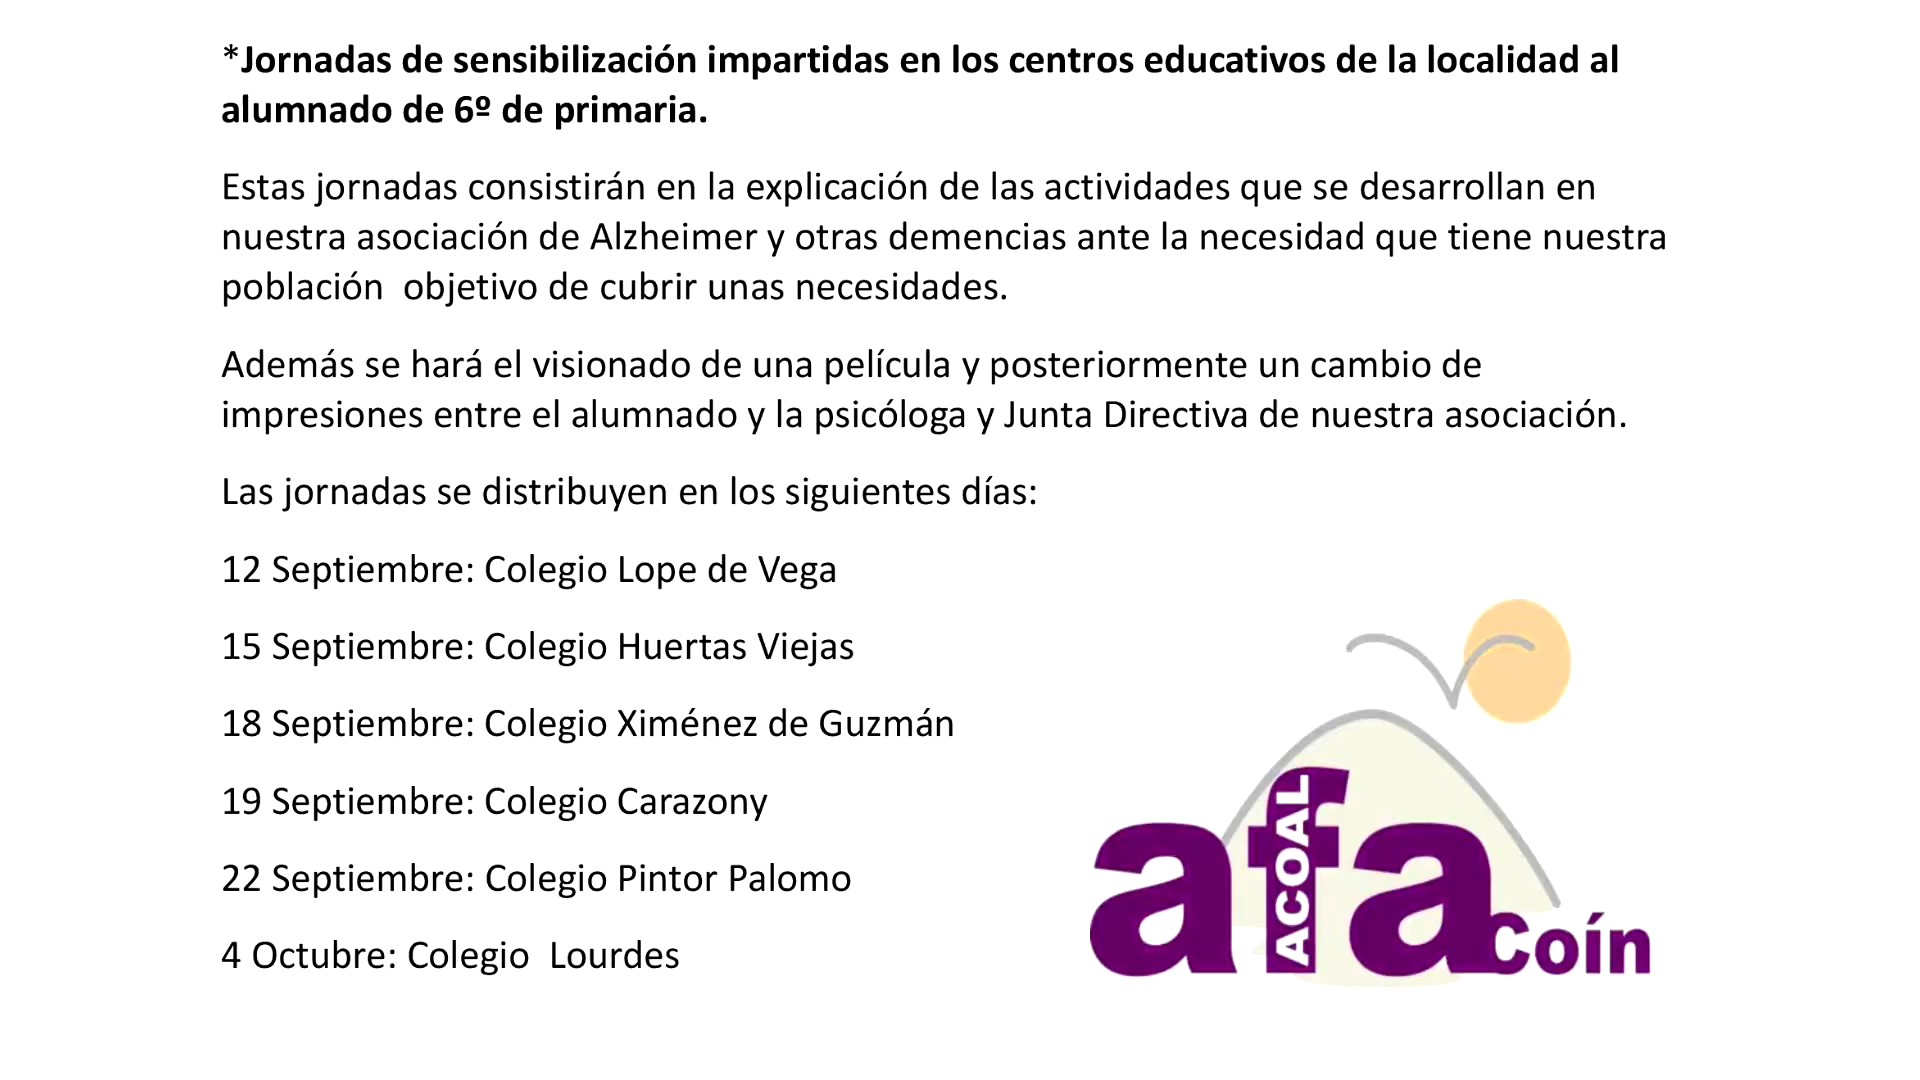 *Jornadas de sensibilización impartidas en los centros educativos de la localidad al
alumnado de 6º de primaria.
Estas jornadas consistirán en la explicación de las actividades que se desarrollan en
nuestra asociación de Alzheimer y otras demencias ante la necesidad que tiene nuestra
población  objetivo de cubrir unas necesidades.
Además se hará el visionado de una película y posteriormente un cambio de
impresiones entre el alumnado y la psicóloga y Junta Directiva de nuestra asociación.
Las jornadas se distribuyen en los siguientes días:
12 Septiembre: Colegio Lope de Vega
15 Septiembre: Colegio Huertas Viejas
18 Septiembre: Colegio Ximénez de Guzmán
19 Septiembre: Colegio Carazony
22 Septiembre: Colegio Pintor Palomo
4 Octubre: Colegio  Lourdes
afa
ACOAL
Coín